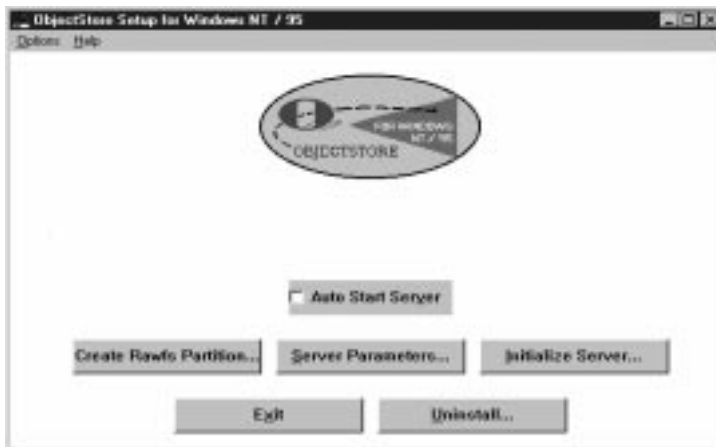 ObjectStore Setup for Windows NT / 95
Options Help
FOR WINDOWS
NT / 95
OBJECTSTORE
Auto Start Server
Create Rawfs Partition... Server Parameters... Initialize Server...
Exit Uninstall...